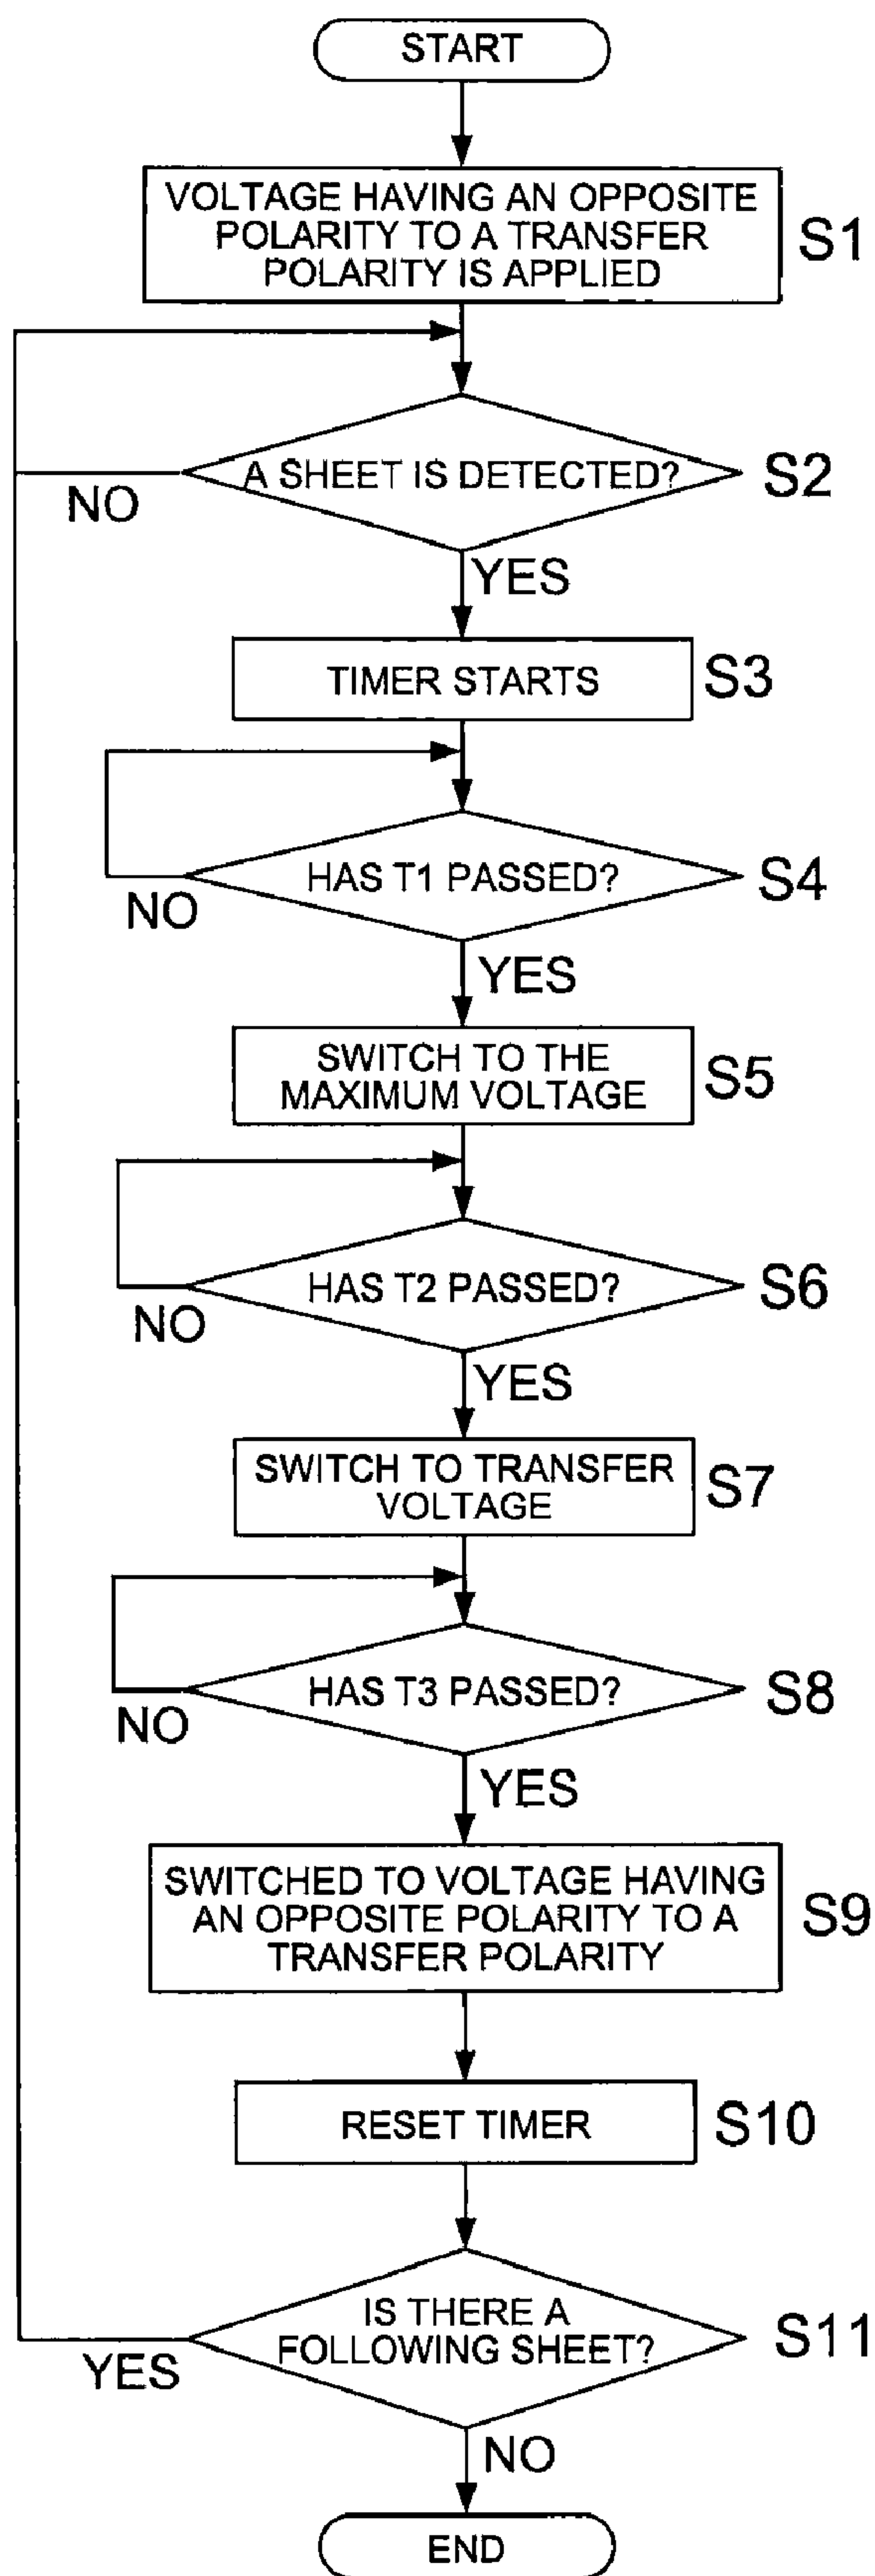 START
VOLTAGE HAVING AN OPPOSITE
POLARITY TO A TRANSFER
POLARITY IS APPLIED
S1
A SHEET IS DETECTED?
S2
NO
YES
TIMER STARTS
S3
HAS T1 PASSED?
S4
NO
YES
SWITCH TO THE
MAXIMUM VOLTAGE
S5
HAS T2 PASSED?
S6
NO
YES
SWITCH TO TRANSFER
VOLTAGE
S7
HAS T3 PASSED?
S8
NO
YES
SWITCHED TO VOLTAGE HAVING
AN OPPOSITE POLARITY TO A
TRANSFER POLARITY
S9
RESET TIMER
S10
IS THERE A
FOLLOWING SHEET?
S11
YES
NO
END